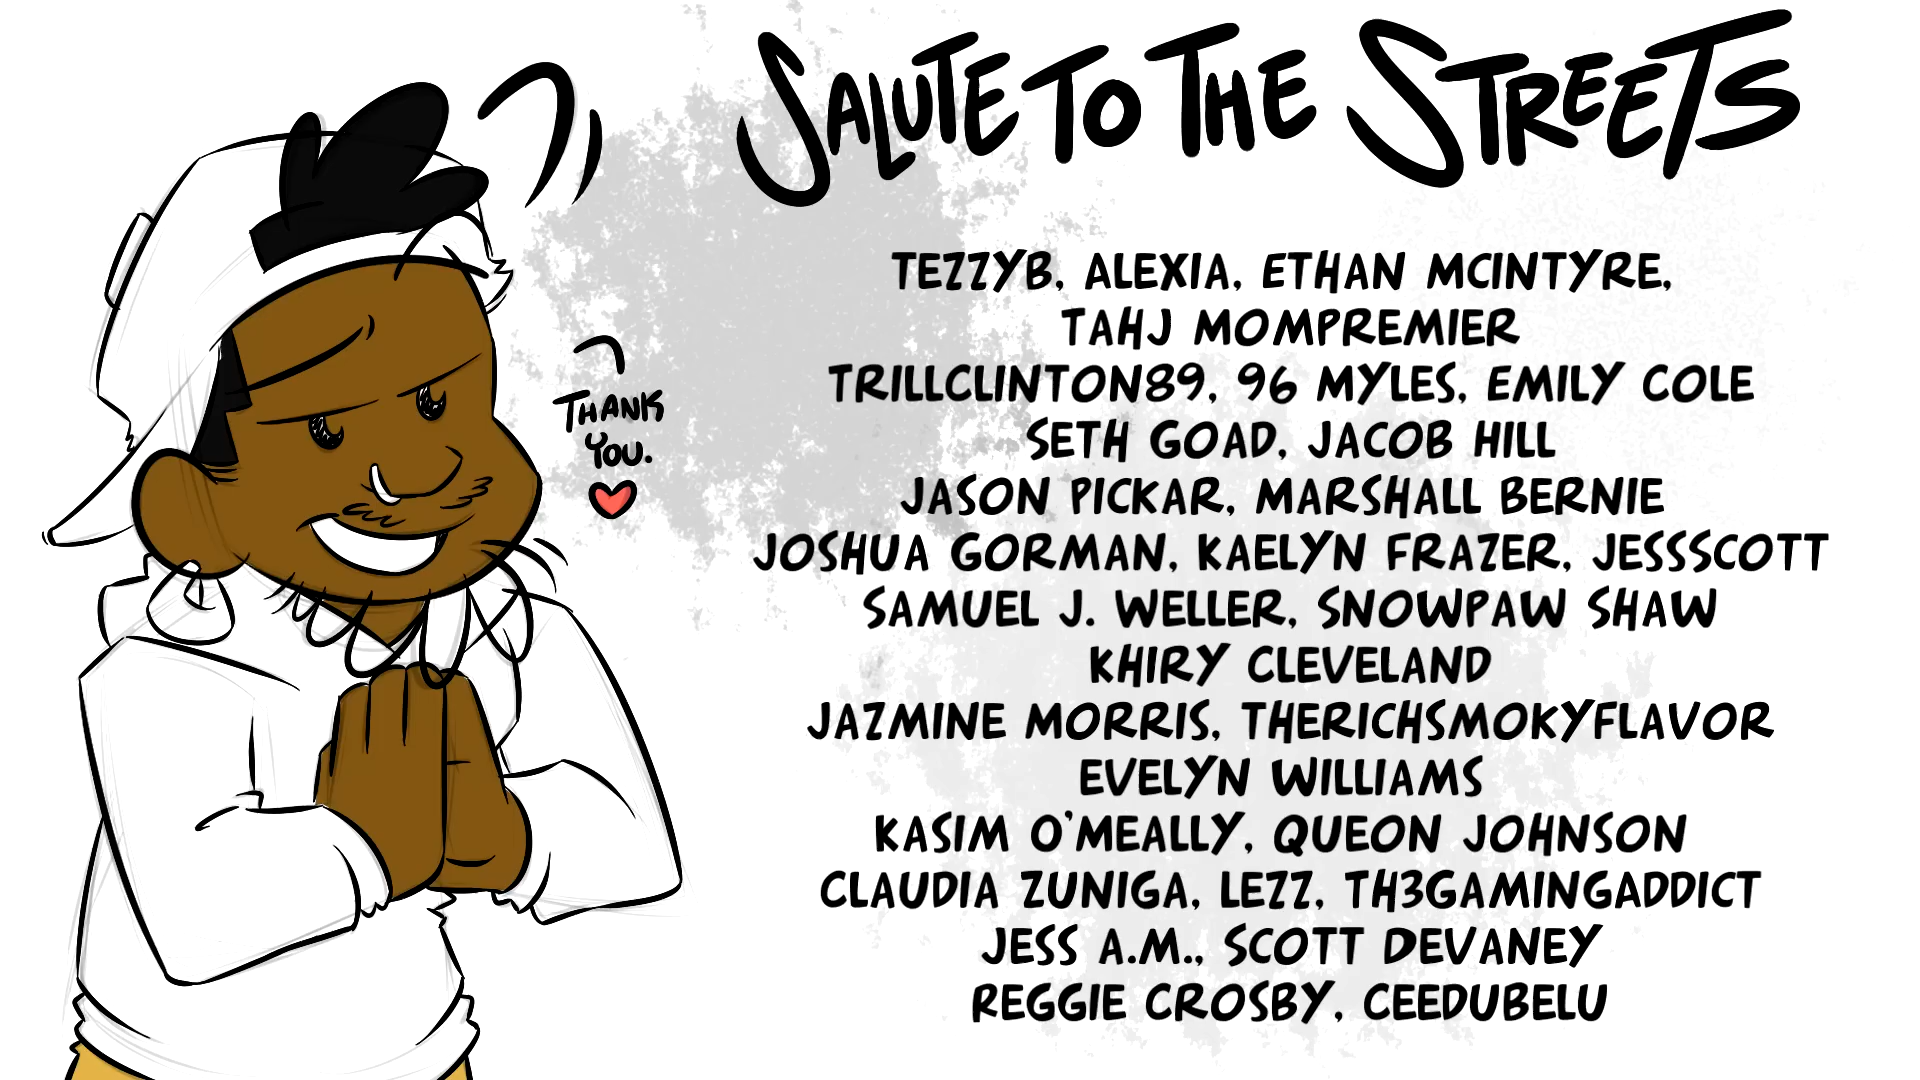 SALUTE TO THE STREETS
THANK
YOU.
TEZZYB, ALEXIA, ETHAN MCINTYRE,
TAHJ MOMPREMIER
TRILLCLINTON89, 96 MYLES, EMILY COLE
SETH GOAD, JACOB HILL
JASON PICKAR, MARSHALL BERNIE
JOSHUA GORMAN, KAELYN FRAZER, JESSSCOTT
SAMUEL J. WELLER, SNOWPAW SHAW
KHIRY CLEVELAND
JAZMINE MORRIS, THERICHSMOKYFLAVOR
EVELYN WILLIAMS
KASIM O'MEALLY, QUEON JOHNSON
CLAUDIA ZUNIGA, LEZZ, TH3GAMINGADDICT
JESS A.M., SCOTT DEVANEY
REGGIE CROSBY, CEEDUBELU